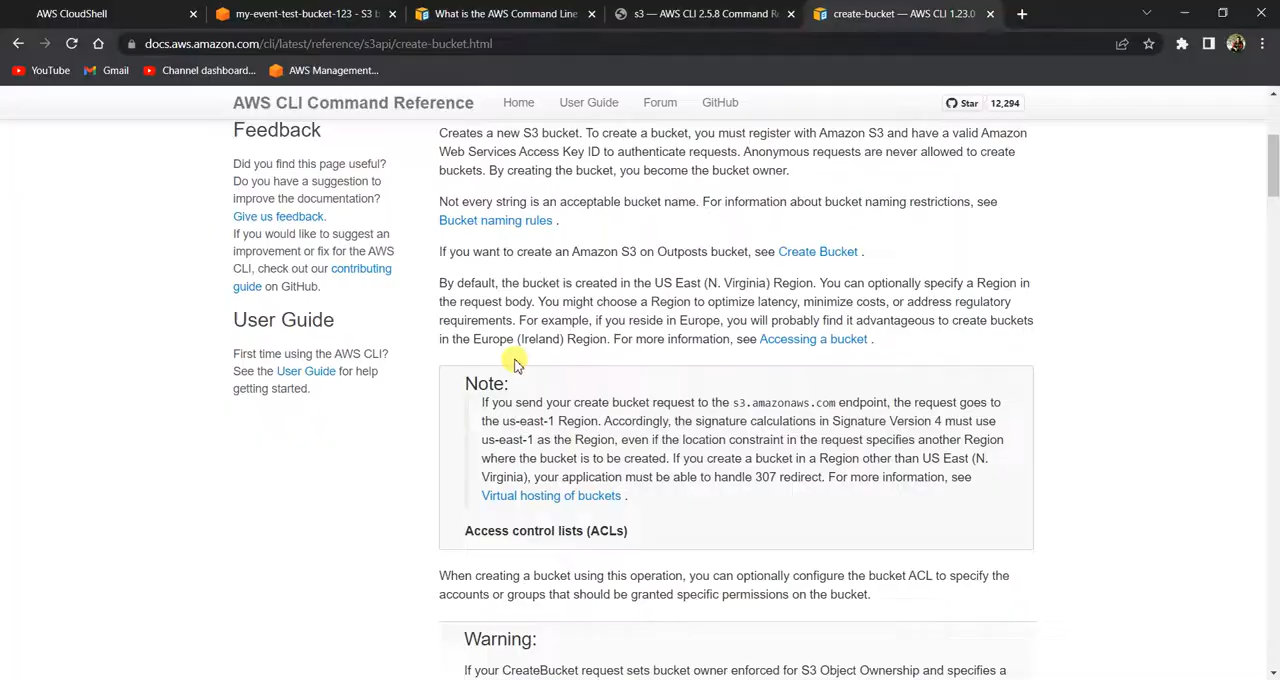 AWS CloudShell
my-event-test-bucket-123 - S3 b
What is the AWS Command Line
s3 — AWS CLI 2.5.8 Command R
create-bucket — AWS CLI 1.23.0
docs.aws.amazon.com/cli/latest/reference/s3api/create-bucket.html
YouTube
Gmail
Channel dashboard...
AWS Management...
AWS CLI Command Reference
Home
User Guide
Forum
GitHub
Star
12,294
Feedback
Did you find this page useful?
Do you have a suggestion to
improve the documentation?
Give us feedback.
If you would like to suggest an
improvement or fix for the AWS
CLI, check out our contributing
guide on GitHub.
User Guide
First time using the AWS CLI?
See the User Guide for help
getting started.
Creates a new S3 bucket. To create a bucket, you must register with Amazon S3 and have a valid Amazon
Web Services Access Key ID to authenticate requests. Anonymous requests are never allowed to create
buckets. By creating the bucket, you become the bucket owner.
Not every string is an acceptable bucket name. For information about bucket naming restrictions, see
Bucket naming rules .
If you want to create an Amazon S3 on Outposts bucket, see Create Bucket .
By default, the bucket is created in the US East (N. Virginia) Region. You can optionally specify a Region in
the request body. You might choose a Region to optimize latency, minimize costs, or address regulatory
requirements. For example, if you reside in Europe, you will probably find it advantageous to create buckets
in the Europe (Ireland) Region. For more information, see Accessing a bucket .
Note:
If you send your create bucket request to the s3.amazonaws.com endpoint, the request goes to
the us-east-1 Region. Accordingly, the signature calculations in Signature Version 4 must use
us-east-1 as the Region, even if the location constraint in the request specifies another Region
where the bucket is to be created. If you create a bucket in a Region other than US East (N.
Virginia), your application must be able to handle 307 redirect. For more information, see
Virtual hosting of buckets .
Access control lists (ACLs)
When creating a bucket using this operation, you can optionally configure the bucket ACL to specify the
accounts or groups that should be granted specific permissions on the bucket.
Warning:
If your CreateBucket request sets bucket owner enforced for S3 Object Ownership and specifies a